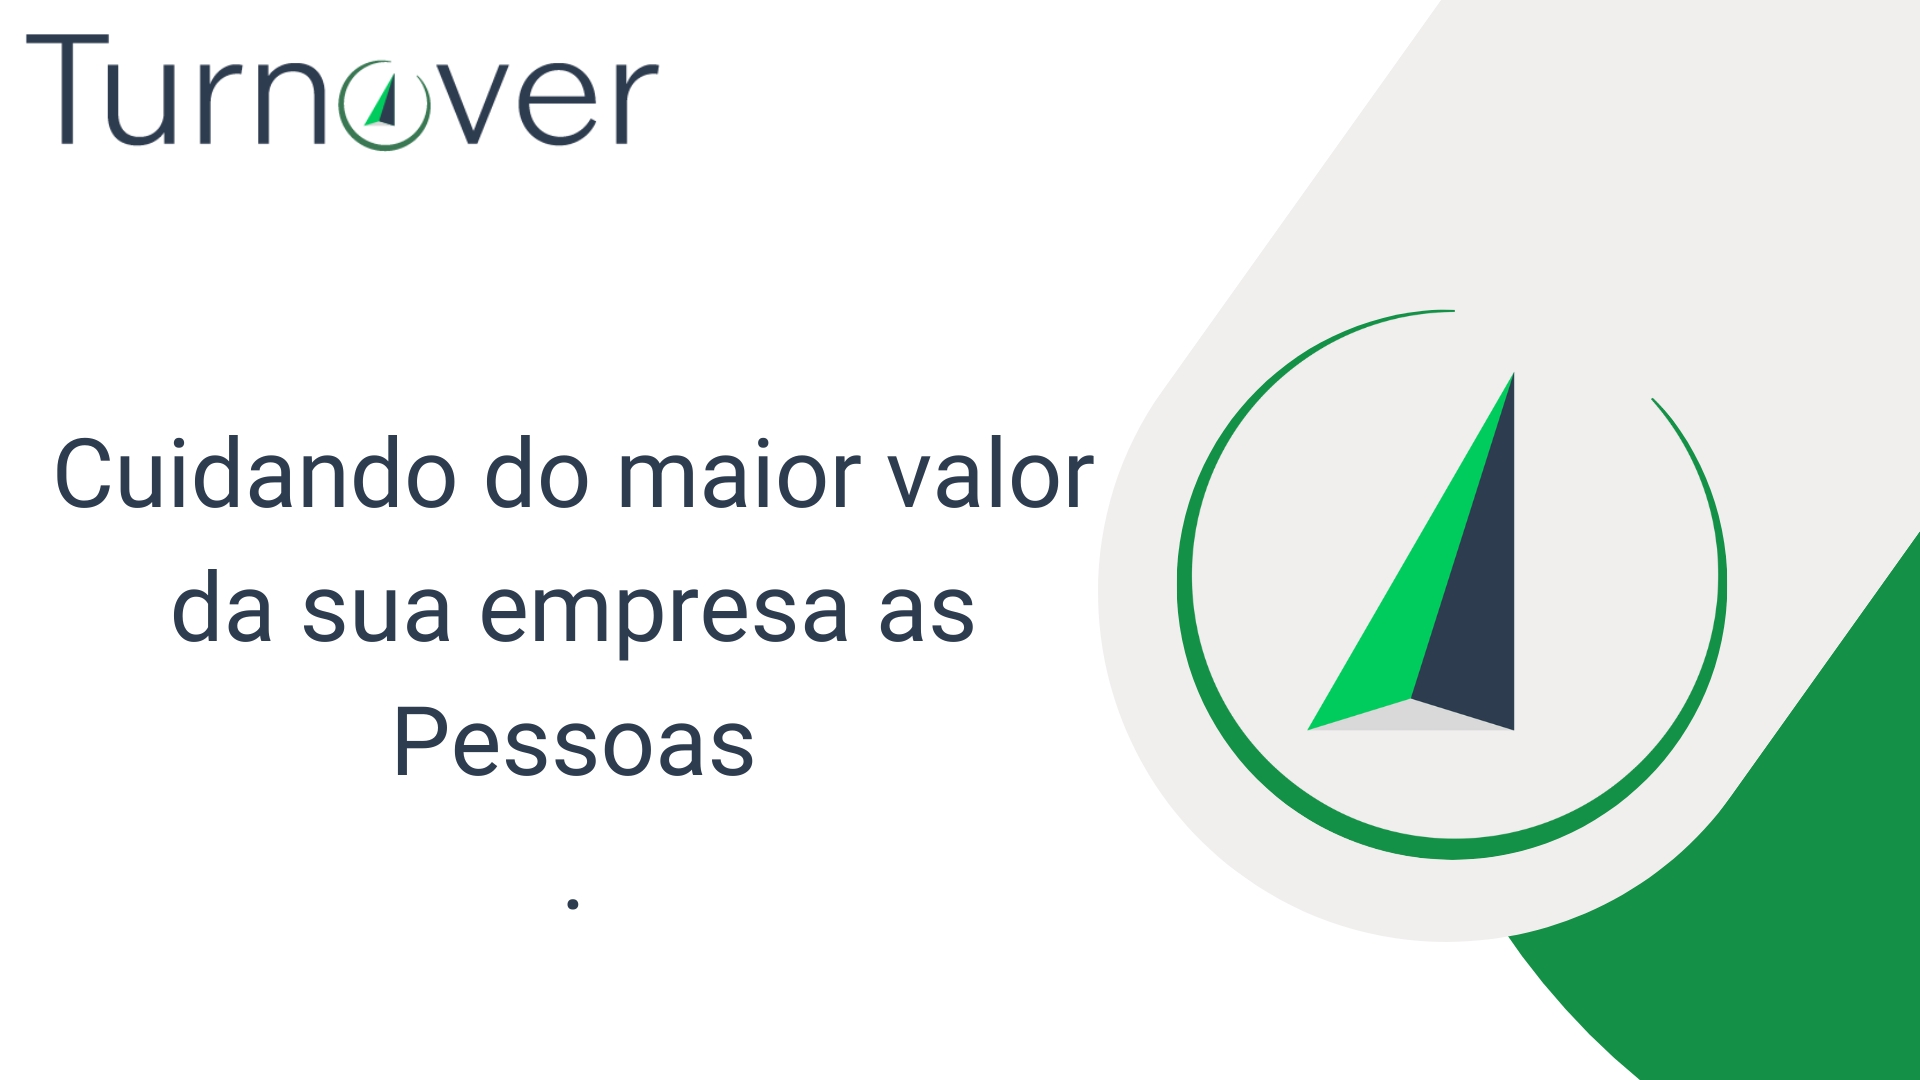 Turnover
Cuidando do maior valor
da sua empresa as
Pessoas
.